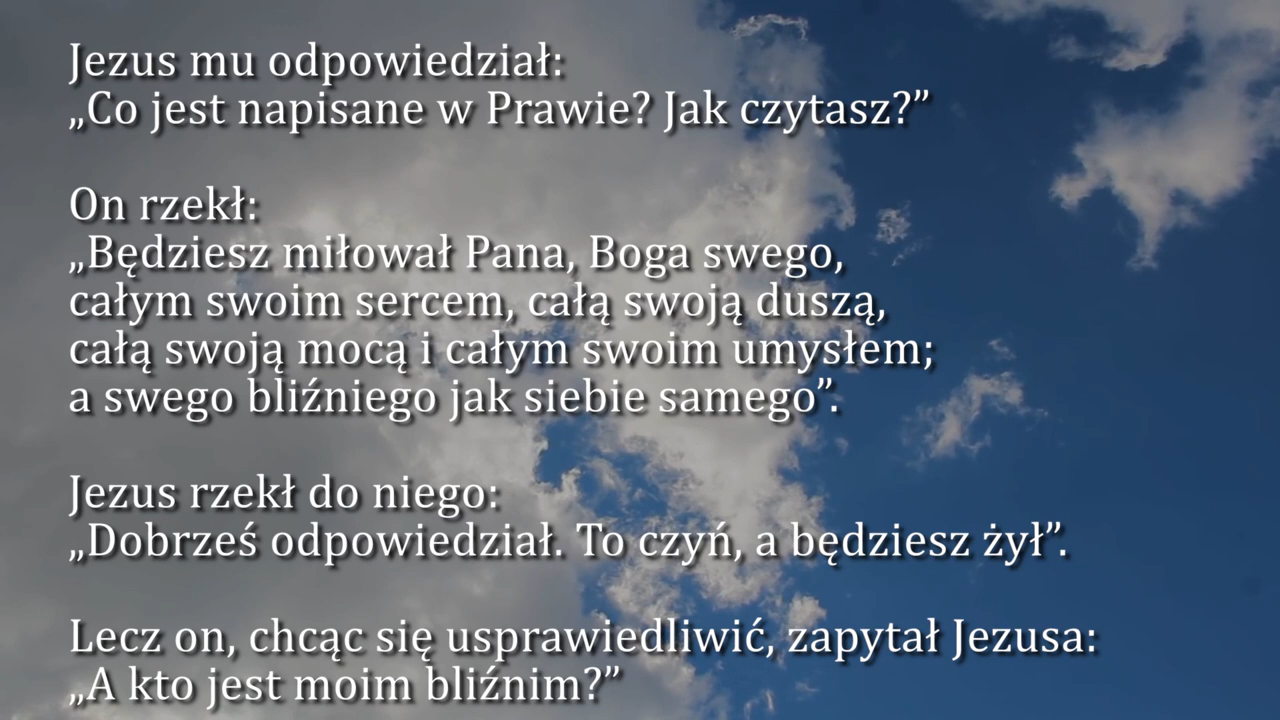 Jezus mu odpowiedział:
„Co jest napisane w Prawie? Jak czytasz?”
On rzekł:
„Będziesz miłował Pana, Boga swego,
całym swoim sercem, całą swoją duszą,
całą swoją mocą i całym swoim umysłem;
a swego bliźniego jak siebie samego”.
Jezus rzekł do niego:
„Dobrześ odpowiedział. To czyń, a będziesz żył”.
Lecz on, chcąc się usprawiedliwić, zapytał Jezusa:
„A kto jest moim bliźnim?”